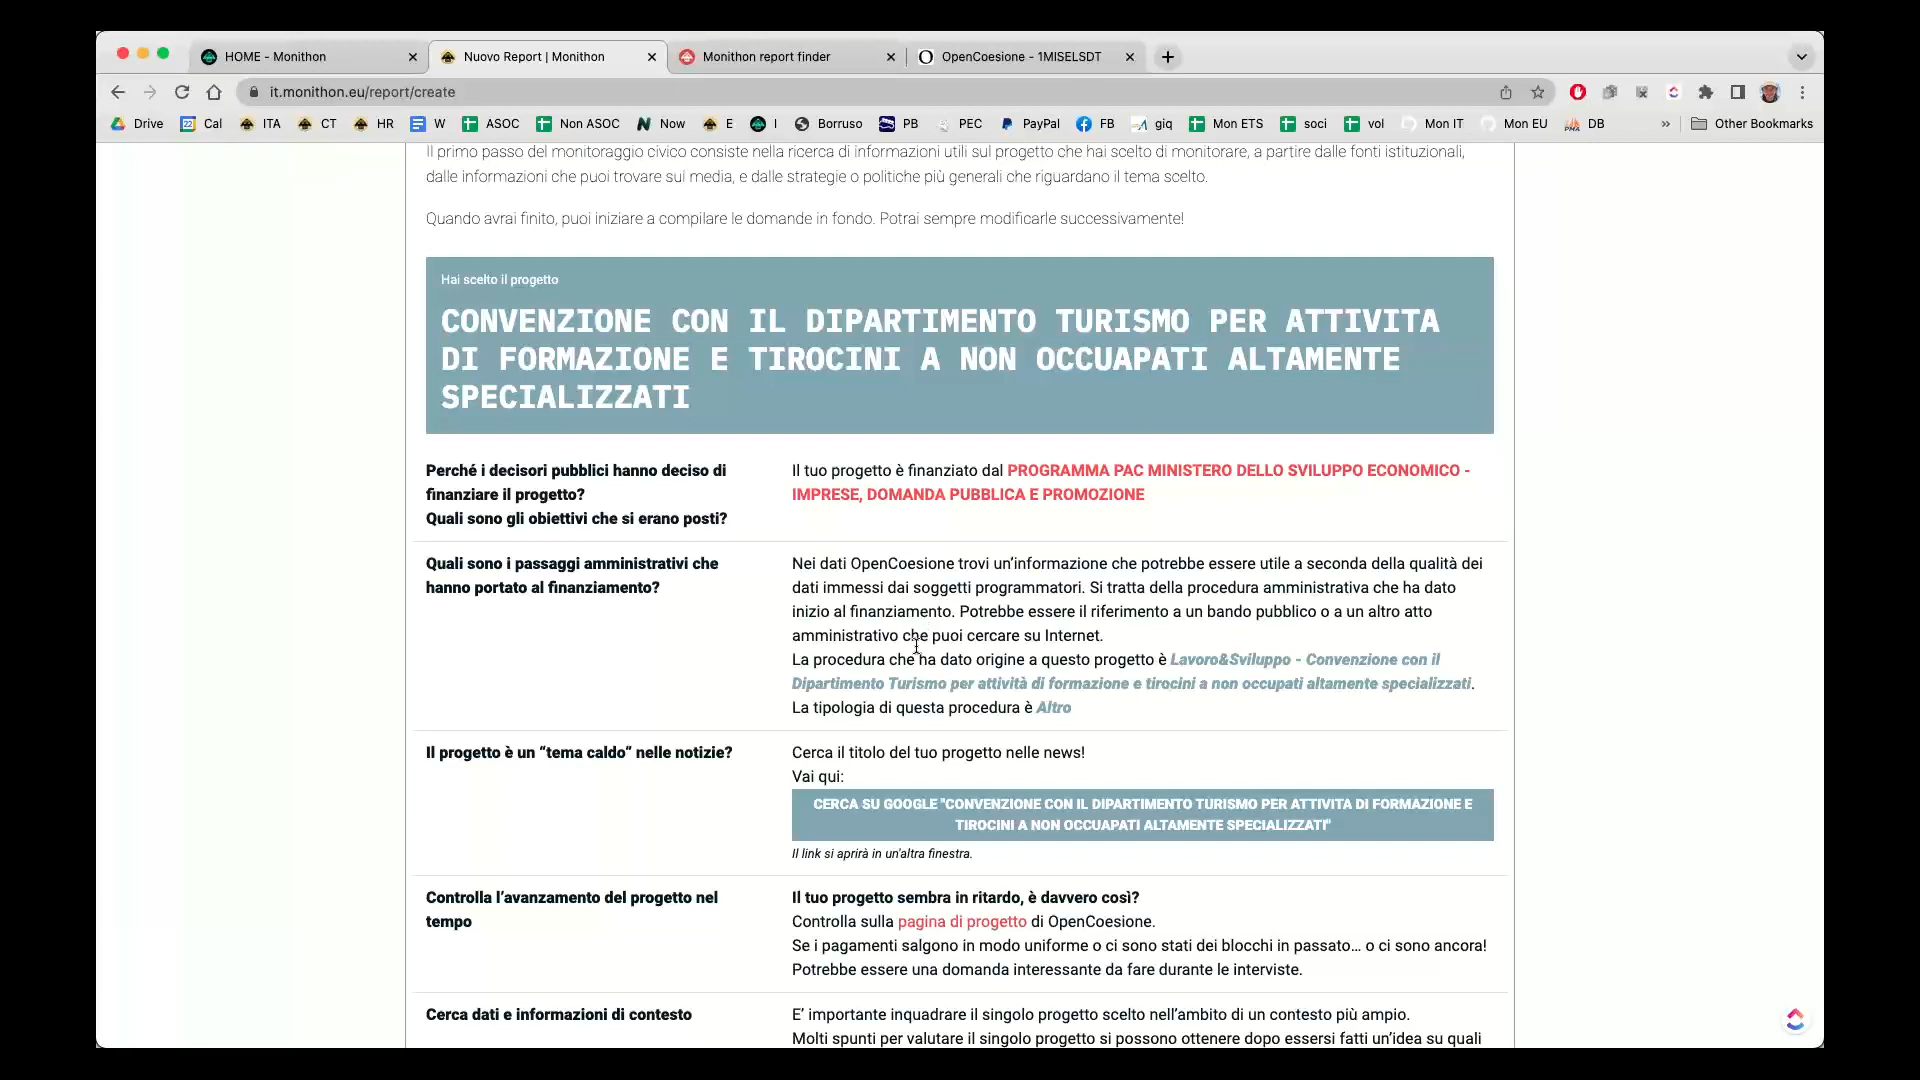 HOME - Monithon
Nuovo Report | Monithon
Monithon report finder
OpenCoesione - 1MISELSDT
it.monithon.eu/report/create
Drive
Cal
ITA
CT
HR
W
ASOC
Non ASOC
Now
E
I
Borruso
PB
PEC
PayPal
FB
giq
Mon ETS
soci
vol
Mon IT
Mon EU
DB
»
Other Bookmarks
Il primo passo del monitoraggio civico consiste nella ricerca di informazioni utili sul progetto che hai scelto di monitorare, a partire dalle fonti istituzionali,
dalle informazioni che puoi trovare sui media, e dalle strategie o politiche più generali che riguardano il tema scelto.
Quando avrai finito, puoi iniziare a compilare le domande in fondo. Potrai sempre modificarle successivamente!
Hai scelto il progetto
CONVENZIONE CON IL DIPARTIMENTO TURISMO PER ATTIVITA
DI FORMAZIONE E TIROCINI A NON OCCUAPATI ALTAMENTE
SPECIALIZZATI
Perché i decisori pubblici hanno deciso di
finanziare il progetto?
Quali sono gli obiettivi che si erano posti?
Il tuo progetto è finanziato dal PROGRAMMA PAC MINISTERO DELLO SVILUPPO ECONOMICO -
IMPRESE, DOMANDA PUBBLICA E PROMOZIONE
Quali sono i passaggi amministrativi che
hanno portato al finanziamento?
Nei dati OpenCoesione trovi un'informazione che potrebbe essere utile a seconda della qualità dei
dati immessi dai soggetti programmatori. Si tratta della procedura amministrativa che ha dato
inizio al finanziamento. Potrebbe essere il riferimento a un bando pubblico o a un altro atto
amministrativo che puoi cercare su Internet.
La procedura che ha dato origine a questo progetto è Lavoro&Sviluppo - Convenzione con il
Dipartimento Turismo per attività di formazione e tirocini a non occupati altamente specializzati.
La tipologia di questa procedura è Altro
Il progetto è un “tema caldo” nelle notizie?
Cerca il titolo del tuo progetto nelle news!
Vai qui:
CERCA SU GOOGLE "CONVENZIONE CON IL DIPARTIMENTO TURISMO PER ATTIVITA DI FORMAZIONE E
TIROCINI A NON OCCUAPATI ALTAMENTE SPECIALIZZATI"
Il link si aprirà in un'altra finestra.
Controlla l’avanzamento del progetto nel
tempo
Il tuo progetto sembra in ritardo, è davvero così?
Controlla sulla pagina di progetto di OpenCoesione.
Se i pagamenti salgono in modo uniforme o ci sono stati dei blocchi in passato... o ci sono ancora!
Potrebbe essere una domanda interessante da fare durante le interviste.
Cerca dati e informazioni di contesto
E’ importante inquadrare il singolo progetto scelto nell’ambito di un contesto più ampio.
Molti spunti per valutare il singolo progetto si possono ottenere dopo essersi fatti un’idea su quali